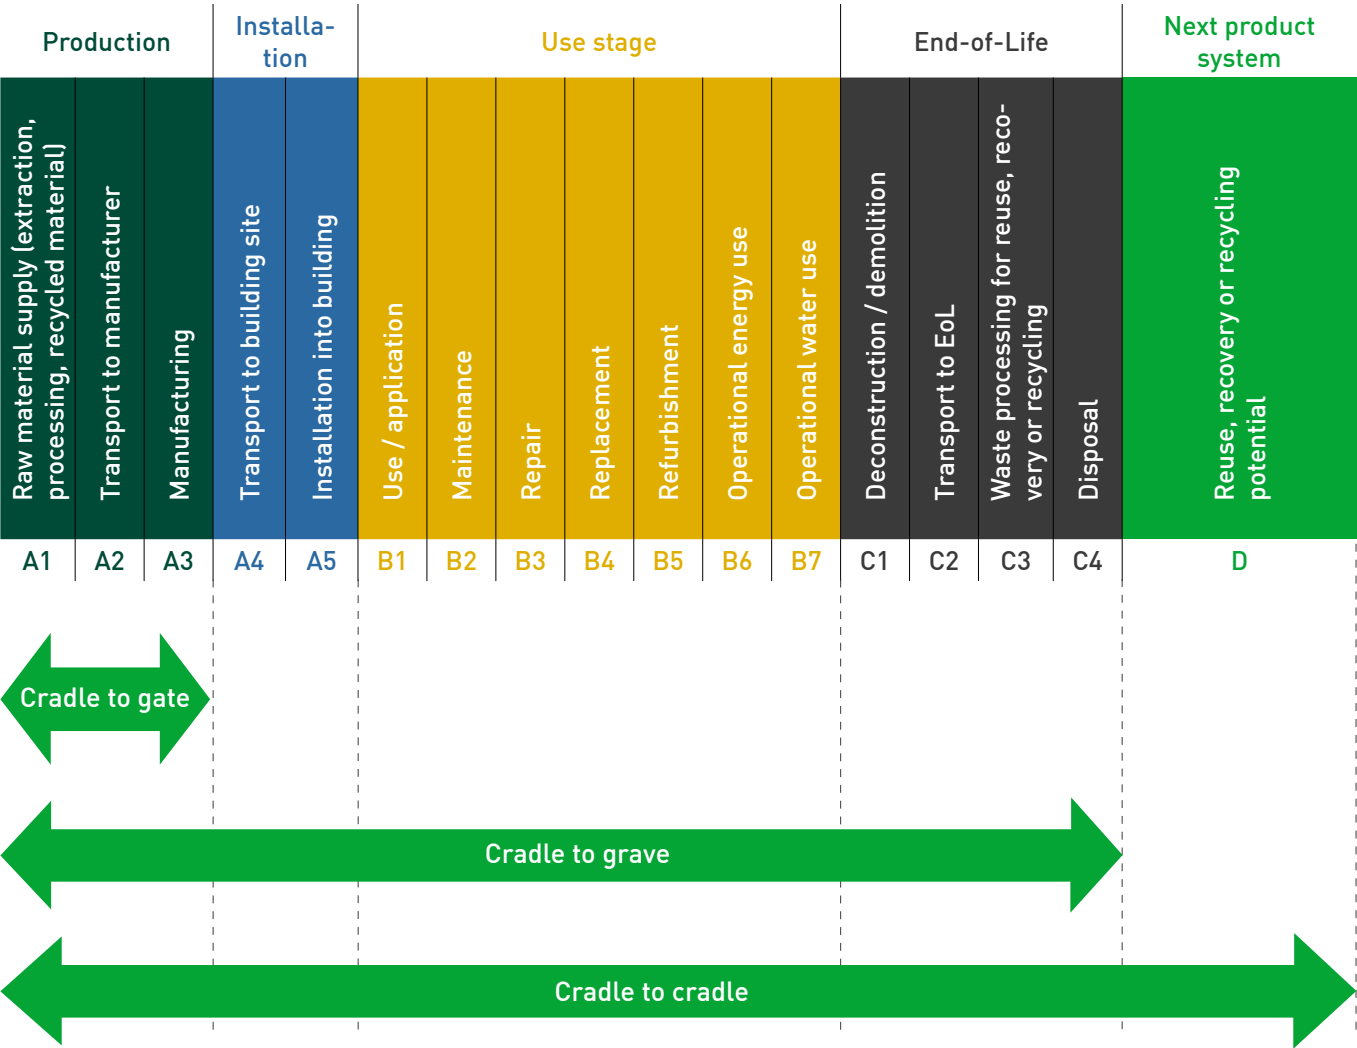 Production
Installa-
tion
Use stage
End-of-Life
Next product
system
Raw material supply (extraction,
processing, recycled material)
Transport to manufacturer
Manufacturing
Transport to building site
Installation into building
Use / application
Maintenance
Repair
Replacement
Refurbishment
Operational energy use
Operational water use
Deconstruction / demolition
Transport to EoL
Waste processing for reuse, reco-
very or recycling
Disposal
Reuse, recovery or recycling
potential
A1 A2 A3 A4 A5 B1 B2 B3 B4 B5 B6 B7 C1 C2 C3 C4 D
Cradle to gate
Cradle to grave
Cradle to cradle